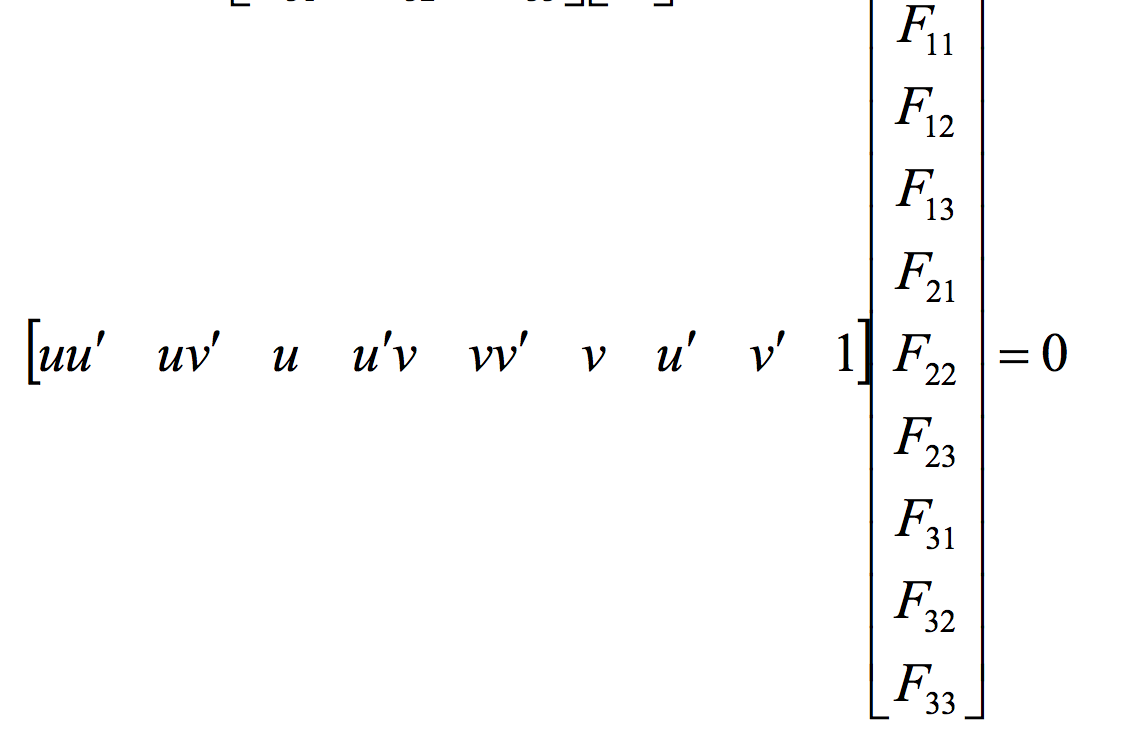 F₁₁
F₁₂
F₁₃
F₂₁
[uu′ uv′ u u′v vv′ v u′ v′ 1] F₂₂ = 0
F₂₃
F₃₁
F₃₂
F₃₃